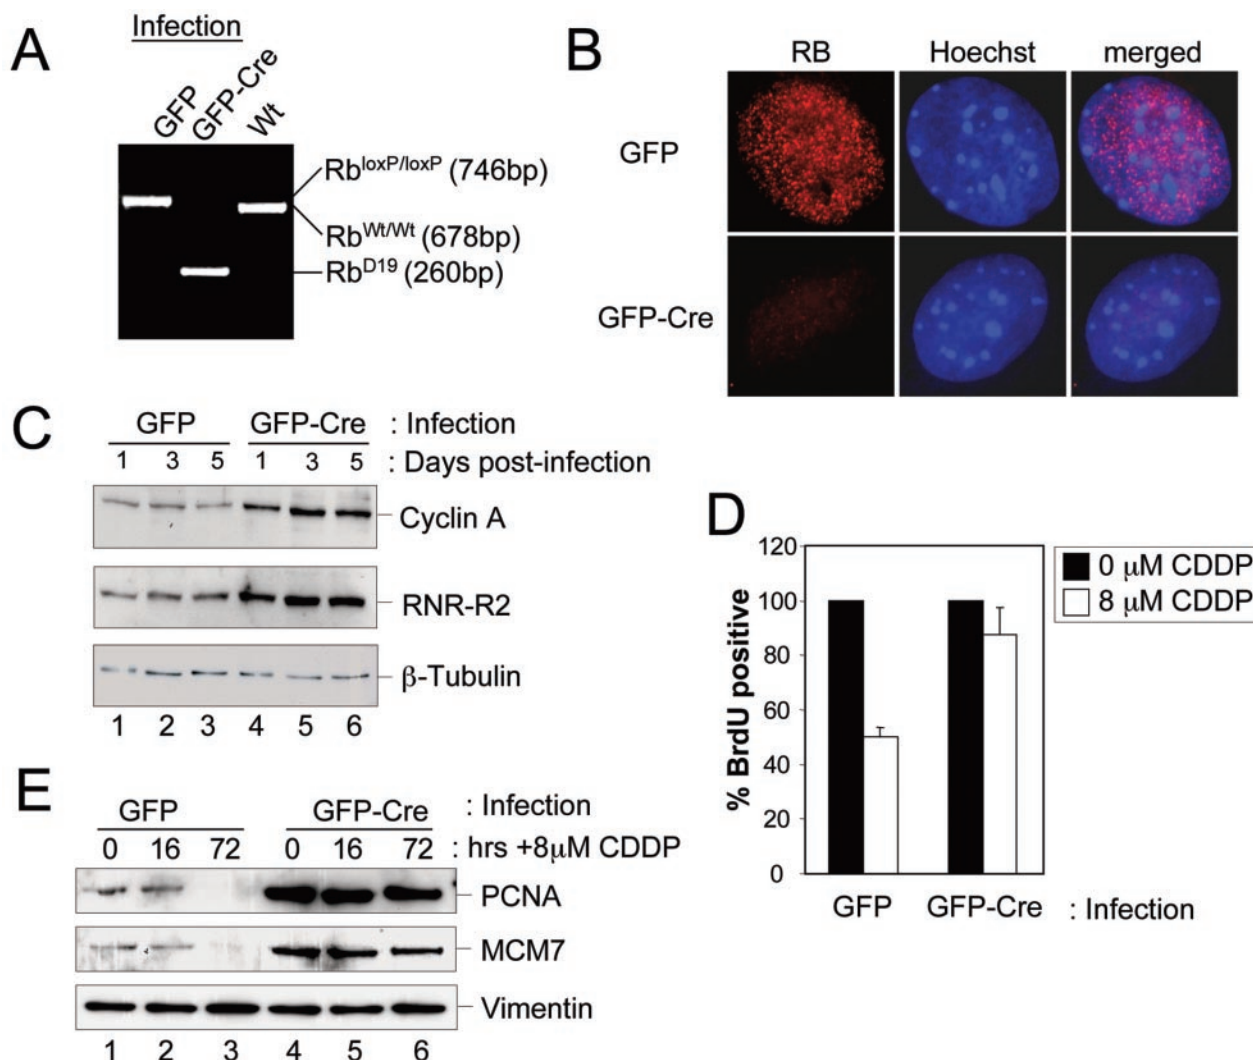 A
Infection
GFP
GFP-Cre
Wt
Rb^loxP/loxP (746bp)
Rb^Wt/Wt (678bp)
Rb^D19 (260bp)
B
RB Hoechst merged
GFP
GFP-Cre
C
GFP GFP-Cre : Infection
1 3 5 1 3 5 : Days post-infection
Cyclin A
RNR-R2
β-Tubulin
1 2 3 4 5 6
D
0 μM CDDP
8 μM CDDP
% BrdU positive
120
100
80
60
40
20
0
GFP GFP-Cre : Infection
E
GFP GFP-Cre : Infection
0 16 72 0 16 72 : hrs +8μM CDDP
PCNA
MCM7
Vimentin
1 2 3 4 5 6